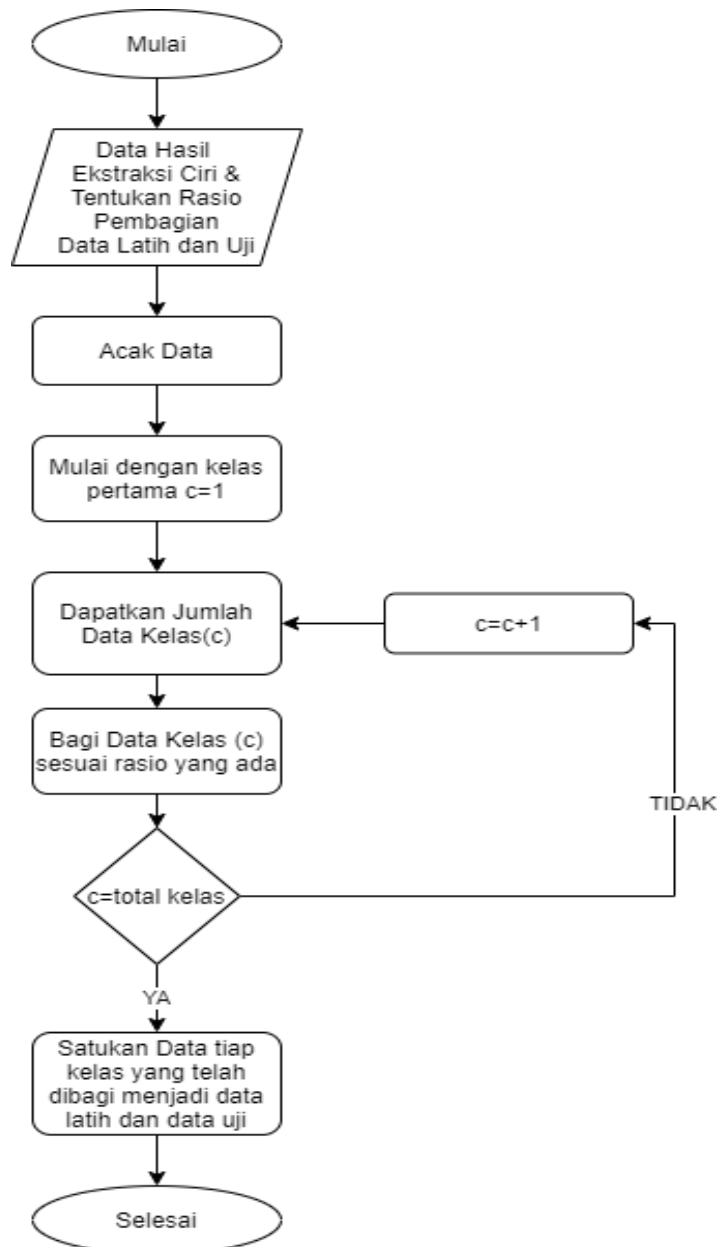 Mulai
Data Hasil
Ekstraksi Ciri &
Tentukan Rasio
Pembagian
Data Latih dan Uji
Acak Data
Mulai dengan kelas
pertama c=1
Dapatkan Jumlah
Data Kelas(c)
c=c+1
Bagi Data Kelas (c)
sesuai rasio yang ada
TIDAK
c=total kelas
YA
Satukan Data tiap
kelas yang telah
dibagi menjadi data
latih dan data uji
Selesai